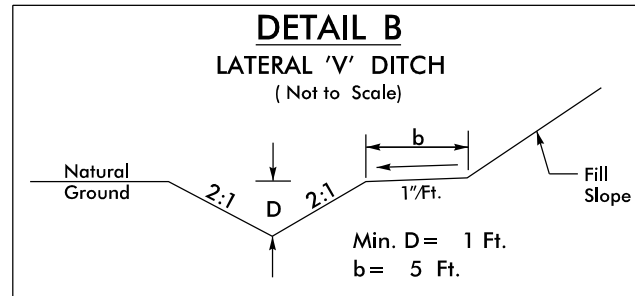 DETAIL B
LATERAL 'V' DITCH
( Not to Scale)
b
Natural
Ground
2:1
D
2:1
1"/Ft.
Fill
Slope
Min. D= 1 Ft.
b= 5 Ft.